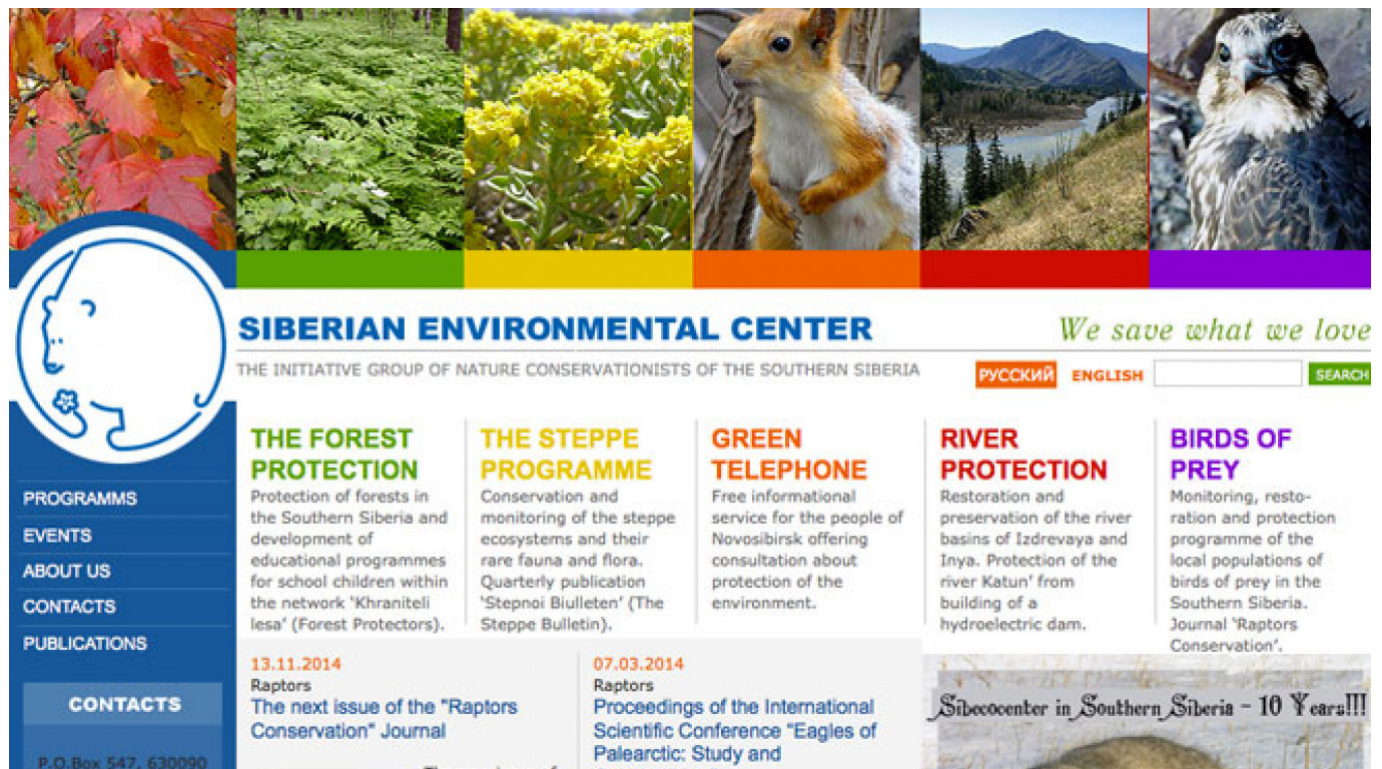 SIBERIAN ENVIRONMENTAL CENTER
We save what we love
THE INITIATIVE GROUP OF NATURE CONSERVATIONISTS OF THE SOUTHERN SIBERIA
РУССКИЙ ENGLISH
SEARCH
PROGRAMMS
EVENTS
ABOUT US
CONTACTS
PUBLICATIONS
CONTACTS
P.O.Box 547, 630090
THE FOREST
PROTECTION
Protection of forests in
the Southern Siberia and
development of
educational programmes
for school children within
the network ‘Khraniteli
lesa’ (Forest Protectors).
THE STEPPE
PROGRAMME
Conservation and
monitoring of the steppe
ecosystems and their
rare fauna and flora.
Quarterly publication
‘Stepnoi Biulleten’ (The
Steppe Bulletin).
GREEN
TELEPHONE
Free informational
service for the people of
Novosibirsk offering
consultation about
protection of the
environment.
RIVER
PROTECTION
Restoration and
preservation of the river
basins of Izdrevaya and
Inya. Protection of the
river Katun’ from
building of a
hydroelectric dam.
BIRDS OF
PREY
Monitoring, resto-
ration and protection
programme of the
local populations of
birds of prey in the
Southern Siberia.
Journal ‘Raptors
Conservation’.
13.11.2014
Raptors
The next issue of the "Raptors
Conservation" Journal
07.03.2014
Raptors
Proceedings of the International
Scientific Conference "Eagles of
Palearctic: Study and
Sibecocenter in Southern Siberia - 10 Years!!!